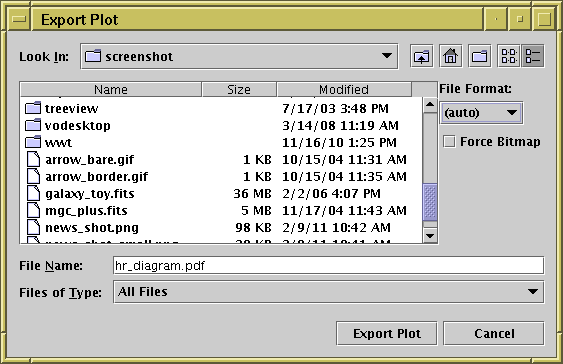 Export Plot
Look In: screenshot
Name Size Modified
treeview 7/17/03 3:48 PM
vodesktop 3/14/08 11:19 AM
wwt 11/16/10 1:25 PM
arrow_bare.gif 1 KB 10/15/04 11:31 AM
arrow_border.gif 1 KB 10/15/04 11:35 AM
galaxy_toy.fits 36 MB 2/2/06 4:07 PM
mgc_plus.fits 5 MB 11/17/04 11:43 AM
news_shot.png 98 KB 2/9/11 10:42 AM
File Format:
(auto)
Force Bitmap
File Name: hr_diagram.pdf
Files of Type: All Files
Export Plot Cancel